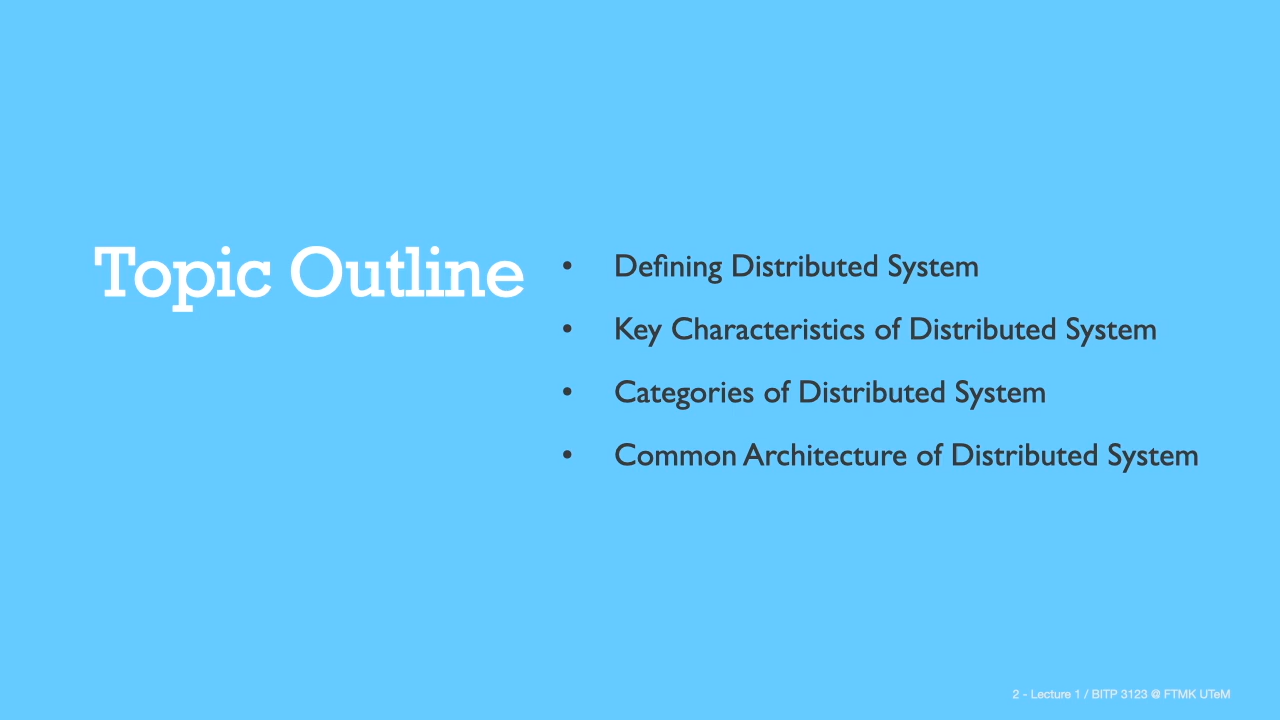 Topic Outline
• Defining Distributed System
• Key Characteristics of Distributed System
• Categories of Distributed System
• Common Architecture of Distributed System
2 - Lecture 1 / BITP 3123 @ FTMK UTeM